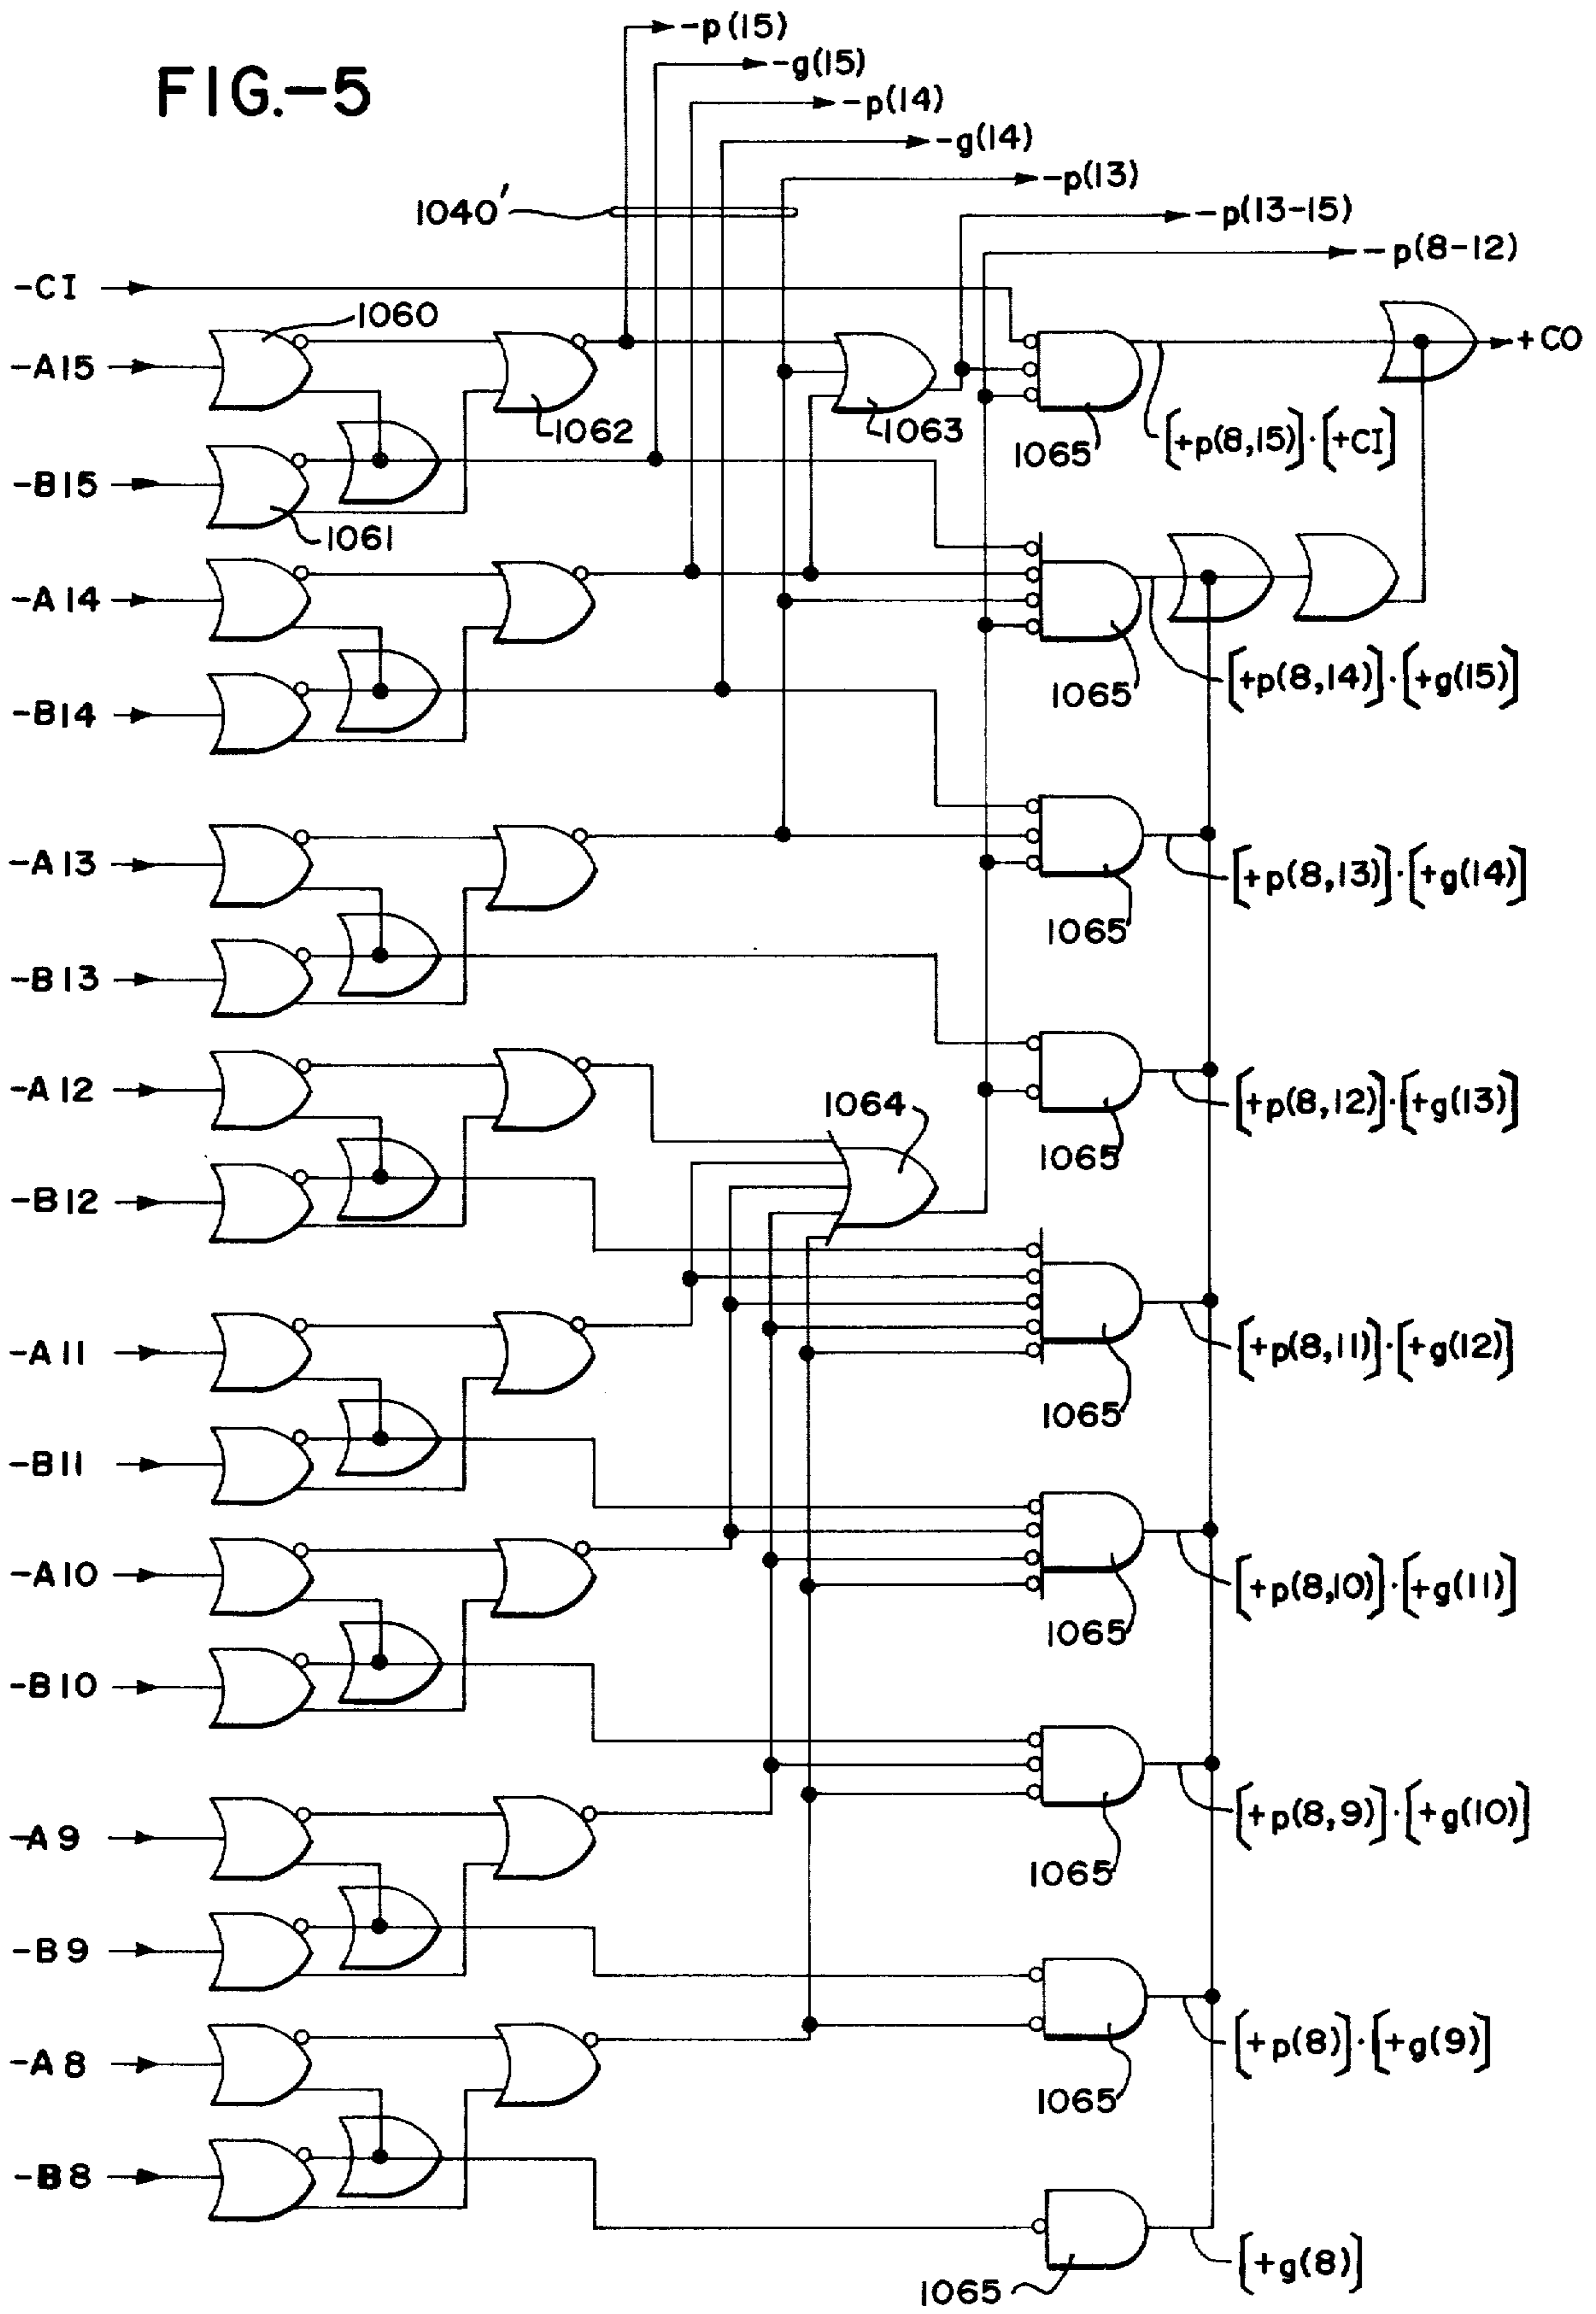 FIG.-5
-p(15)
-g(15)
-p(14)
-g(14)
-p(13)
1040'
-p(13-15)
-p(8-12)
-CI
1060
-A15
+CO
1062
1063
1065
[+p(8,15)]·[+CI]
-B15
1061
-A14
1065
[+p(8,14)]·[+g(15)]
-B14
-A13
[+p(8,13)]·[+g(14)]
1065
-B13
-A12
1064
[+p(8,12)]·[+g(13)]
1065
-B12
-A11
[+p(8,11)]·[+g(12)]
1065
-B11
-A10
[+p(8,10)]·[+g(11)]
1065
-B10
[+p(8,9)]·[+g(10)]
-A9
1065
-B9
[+p(8)]·[+g(9)]
-A8
1065
-B8
[+g(8)]
1065